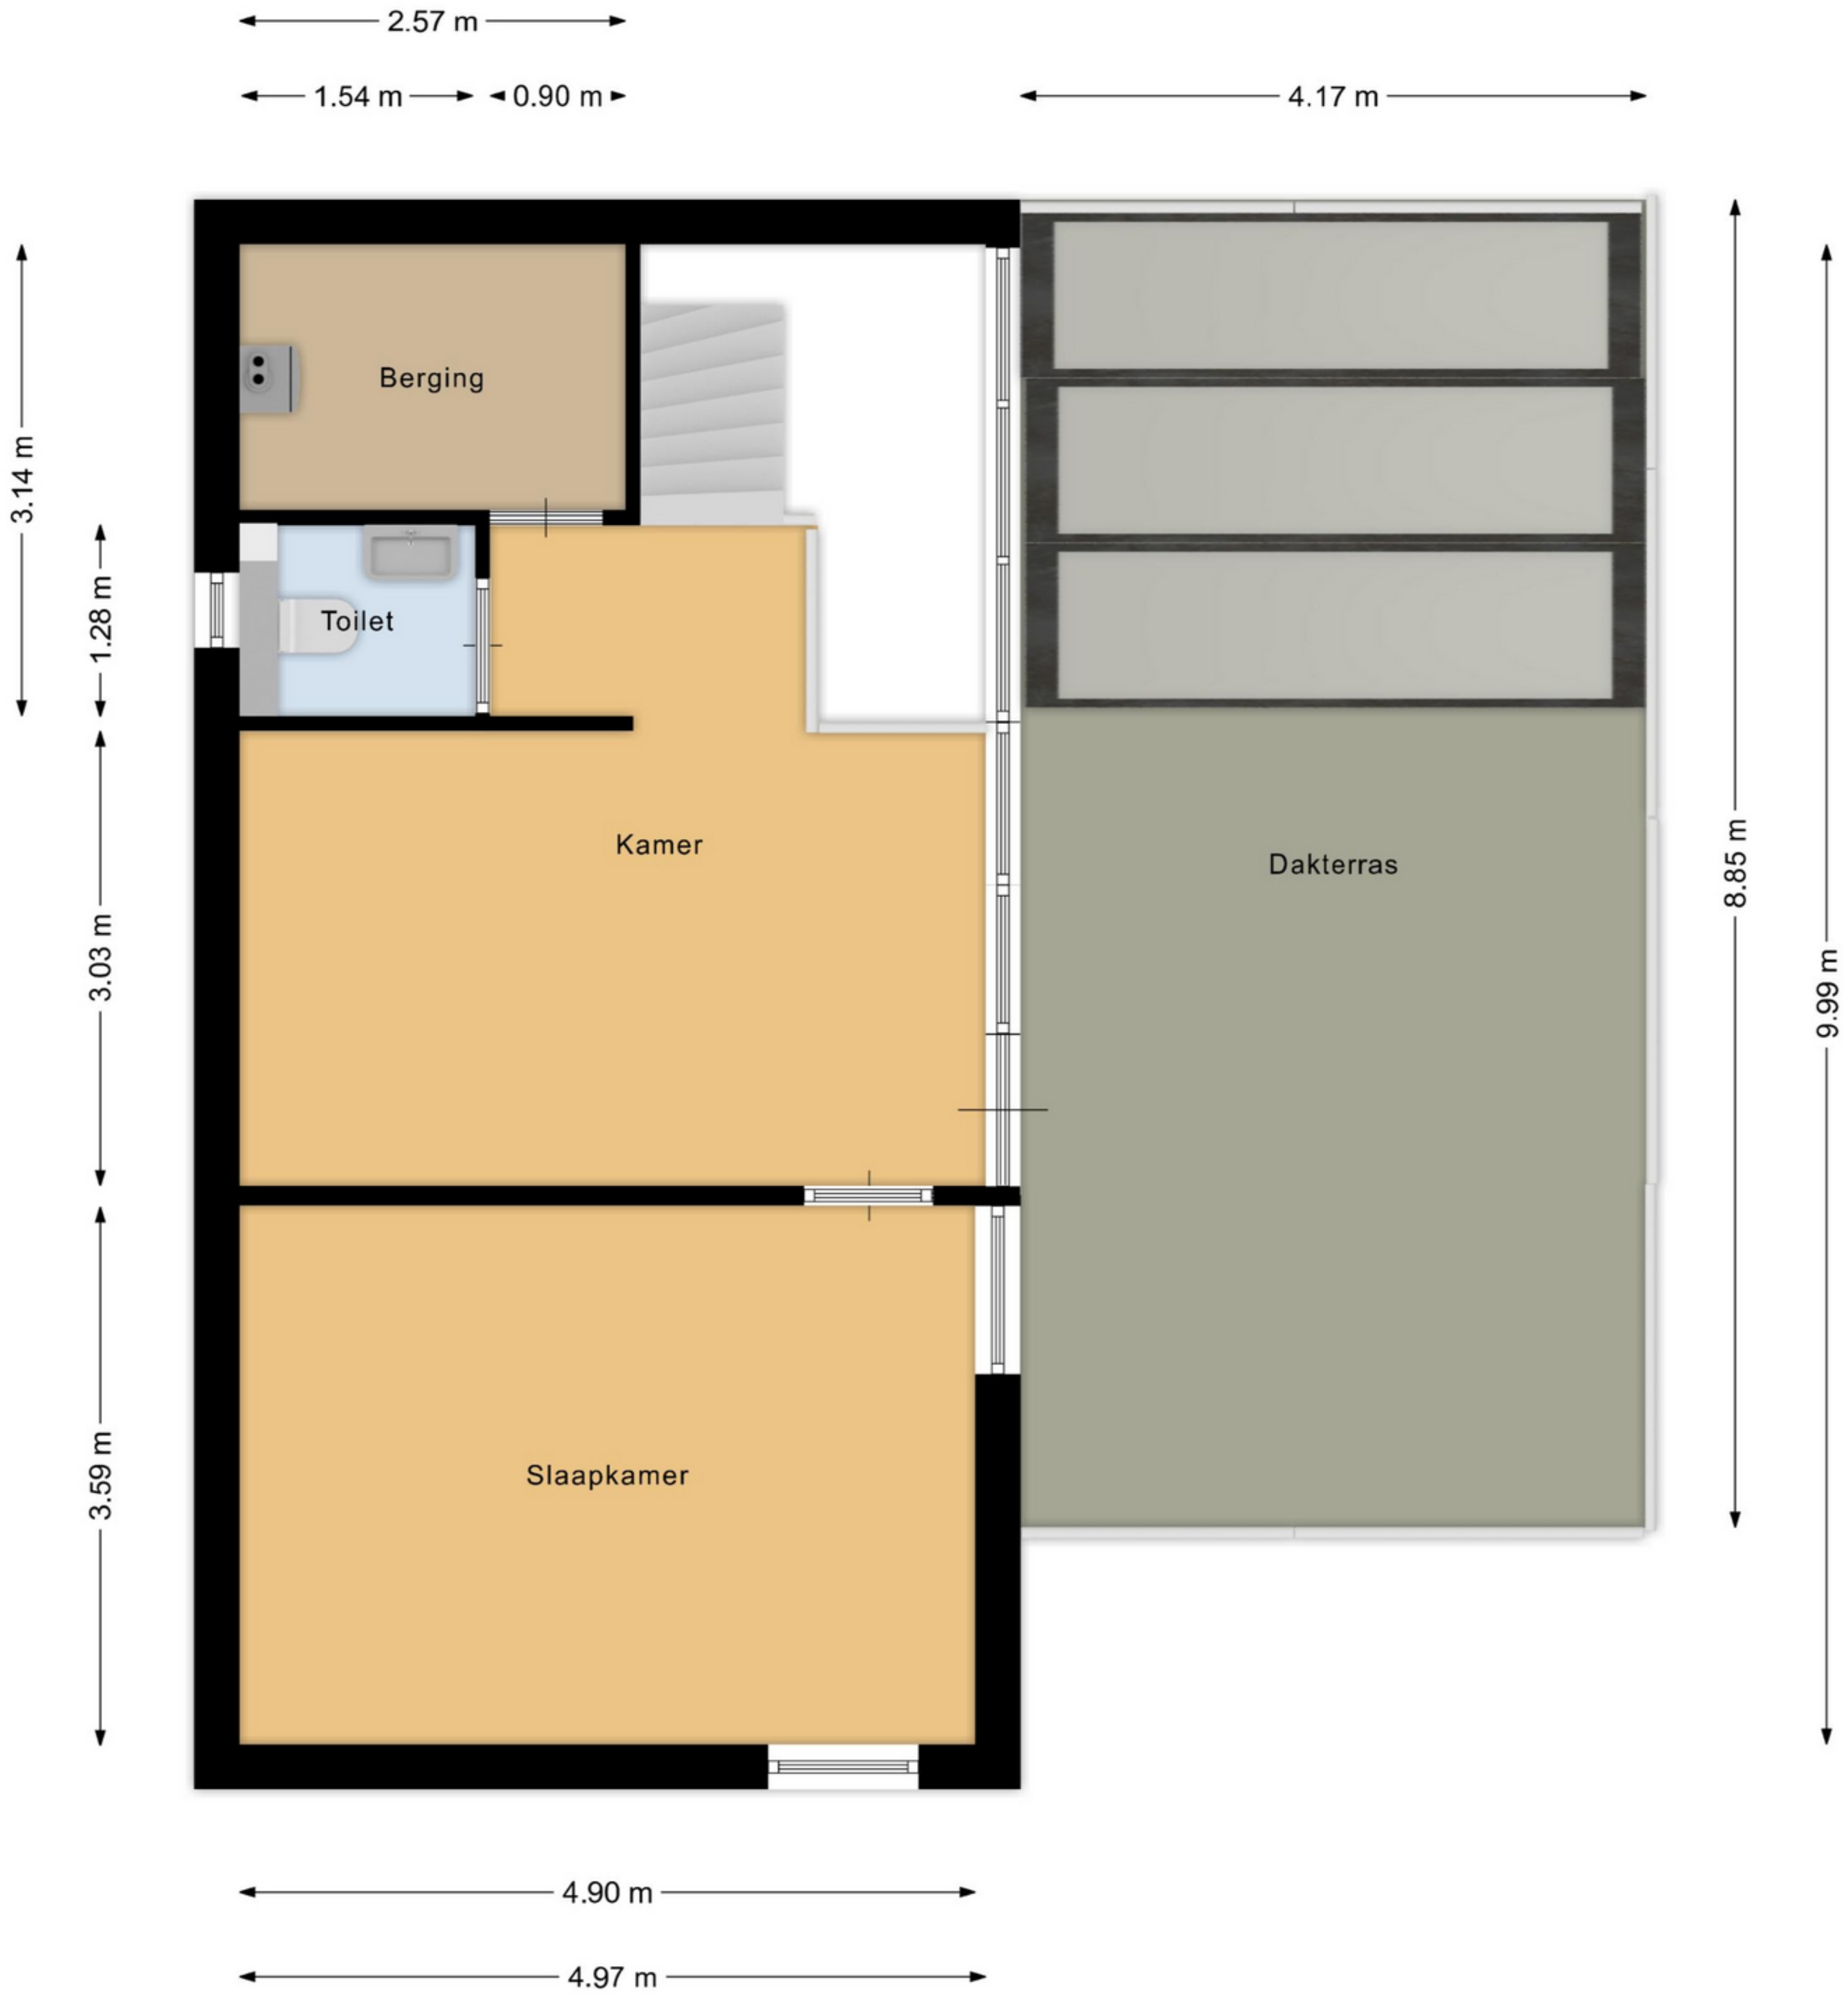 2.57 m
1.54 m
0.90 m
4.17 m
Berging
3.14 m
Toilet
1.28 m
Kamer
Dakterras
8.85 m
3.03 m
9.99 m
Slaapkamer
3.59 m
4.90 m
4.97 m